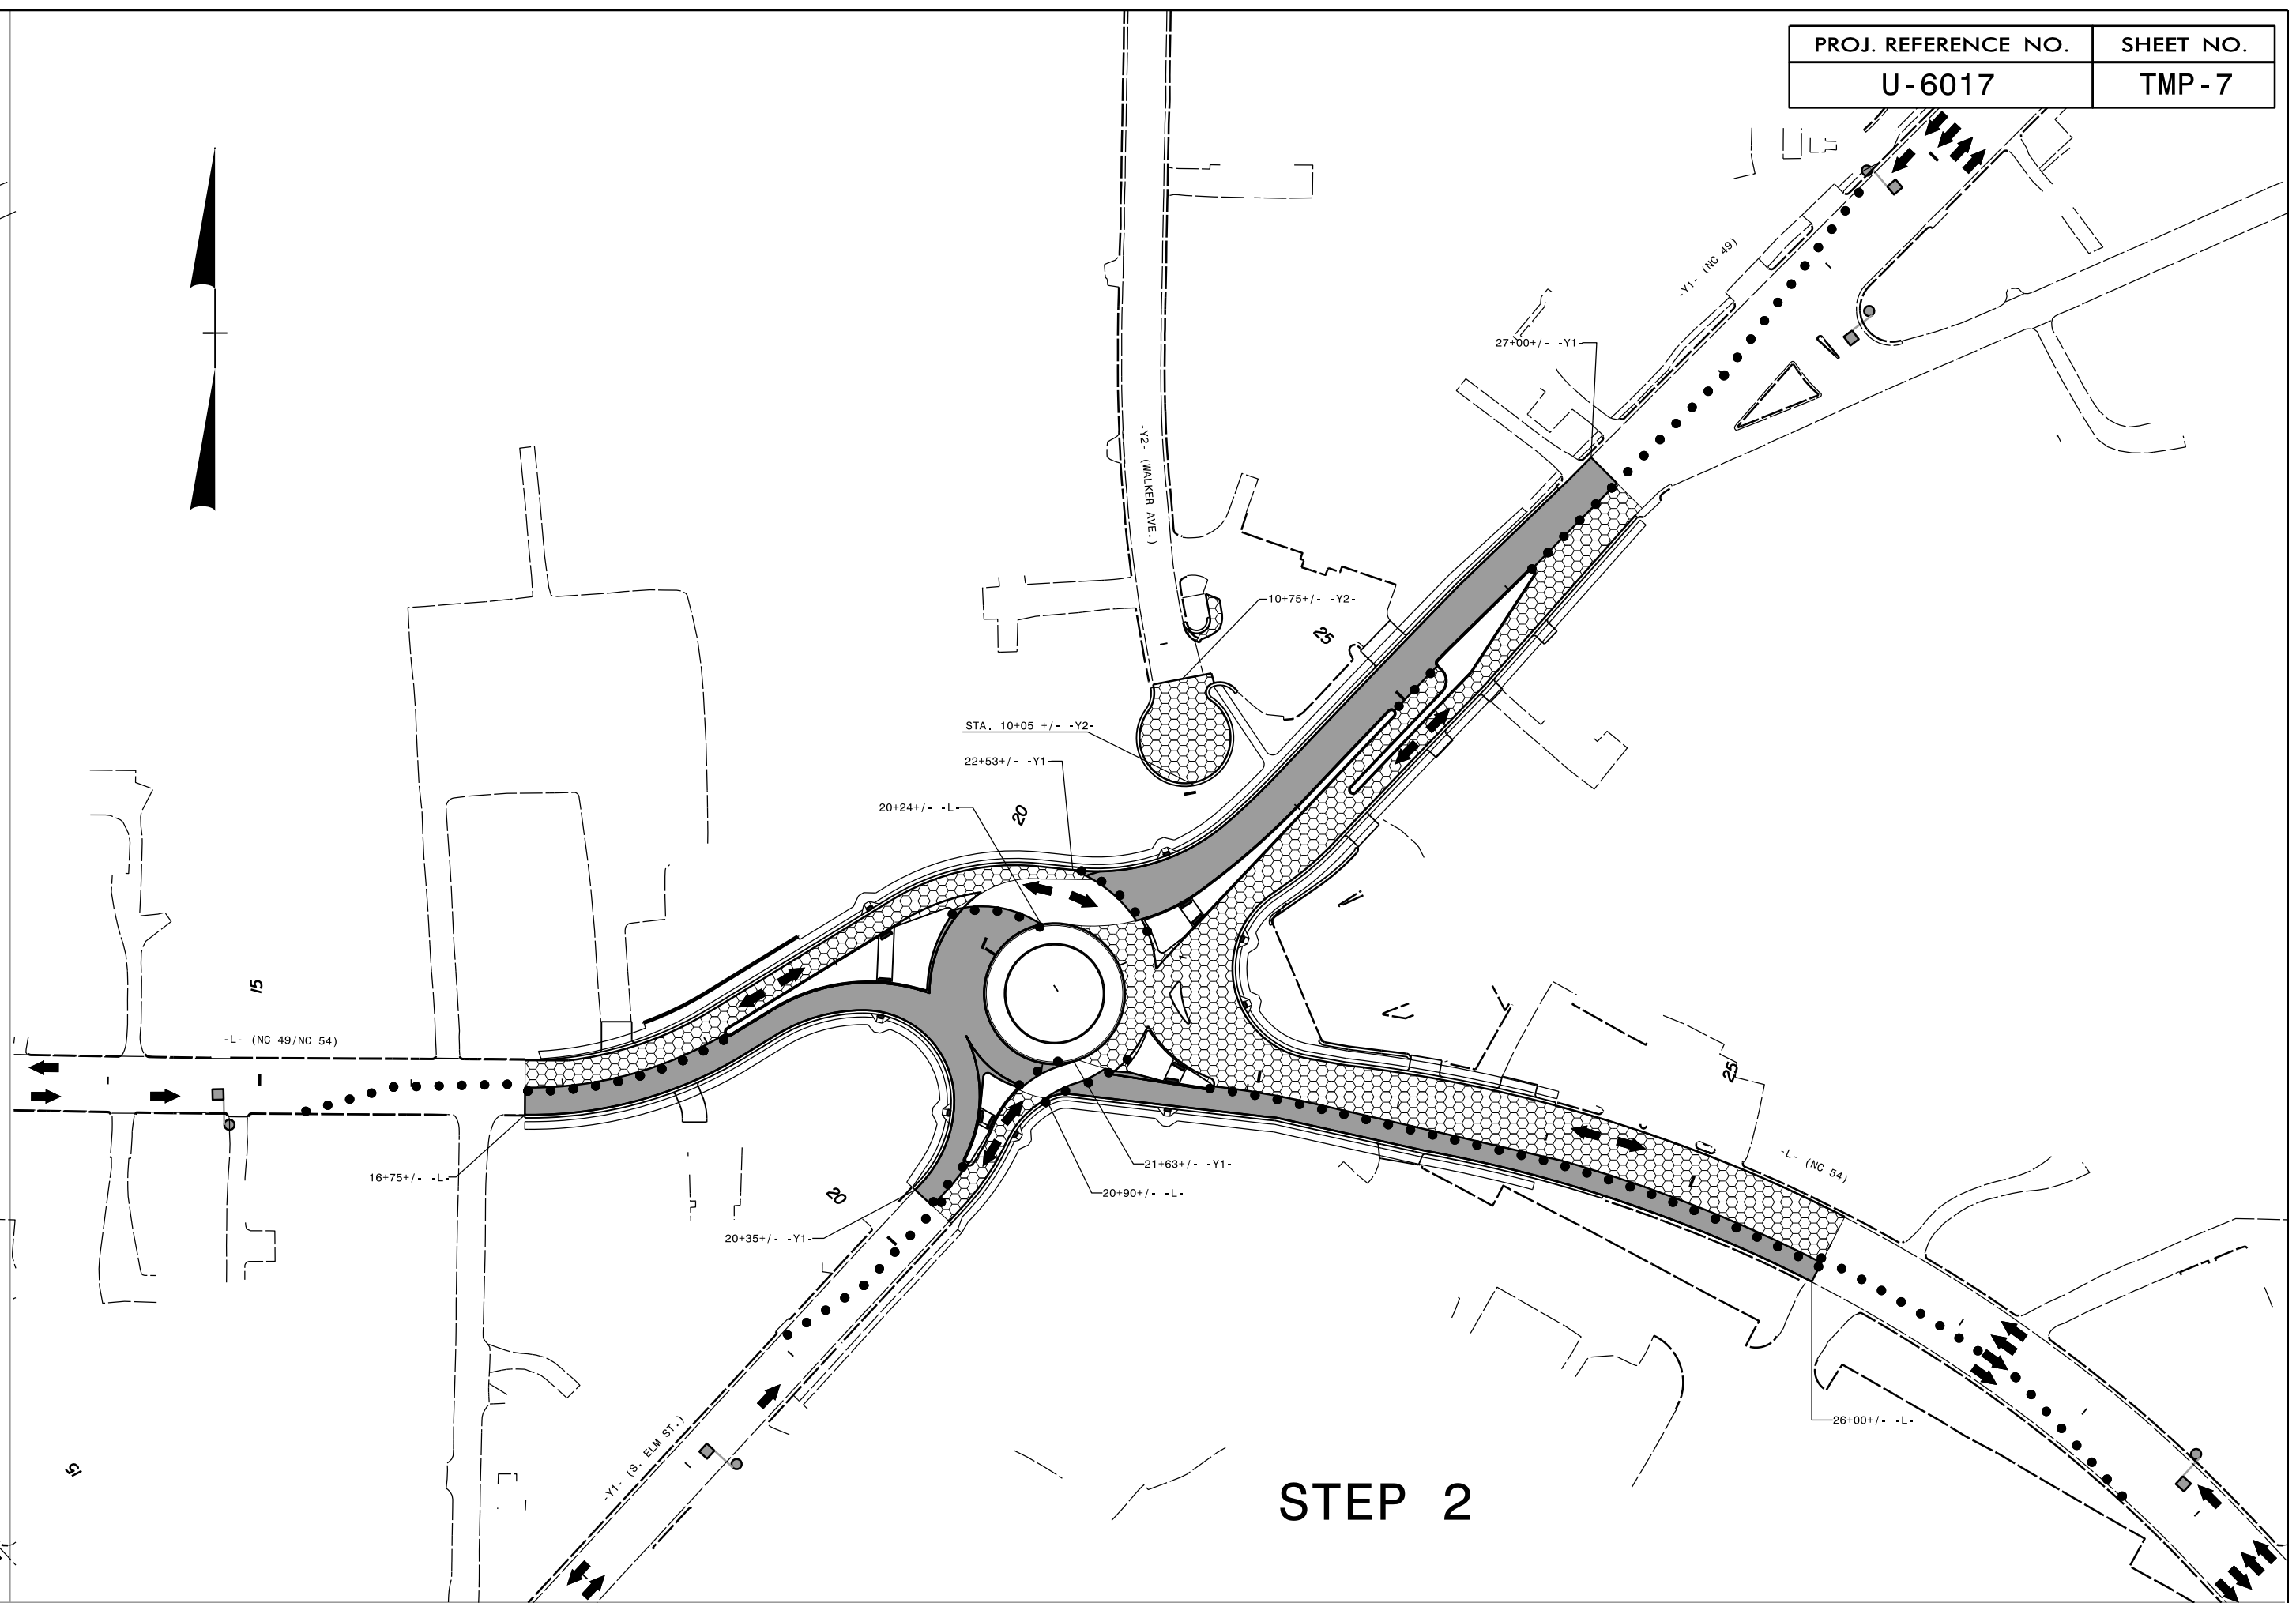 PROJ. REFERENCE NO. SHEET NO.
U-6017 TMP-7
-Y1- (NC 49)
27+00+/- -Y1-
-Y2- (WALKER AVE.)
10+75+/- -Y2-
25
STA. 10+05 +/- -Y2-
22+53+/- -Y1-
20+24+/- -L-
20
15
-L- (NC 49/NC 54)
25
16+75+/- -L-
21+63+/- -Y1-
-L- (NC 54)
20
20+90+/- -L-
20+35+/- -Y1-
26+00+/- -L-
-Y1- (S. ELM ST.)
15
STEP 2